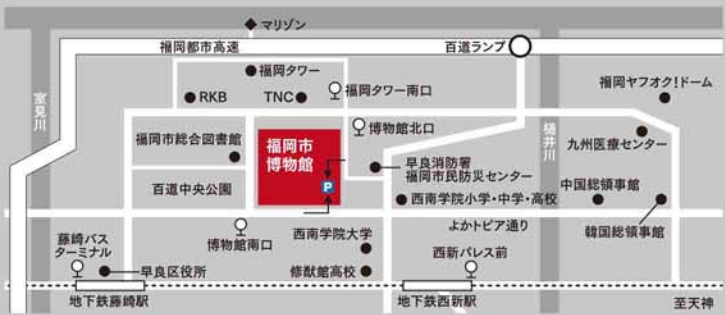 マリゾン
福岡都市高速
百道ランプ
福岡タワー
福岡ヤフオク!ドーム
室見川
RKB
TNC
福岡タワー南口
博物館北口
樋井川
九州医療センター
福岡市総合図書館
福岡市
博物館
P
早良消防署
福岡市民防災センター
百道中央公園
西南学院小学・中学・高校
中国総領事館
韓国総領事館
よかトピア通り
博物館南口
西南学院大学
藤崎バス
ターミナル
早良区役所
修猷館高校
西新パレス前
地下鉄藤崎駅
地下鉄西新駅
至天神